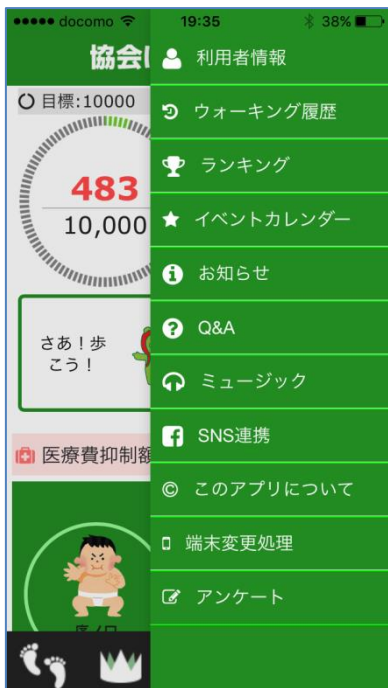 docomo 19:35 38%
協会
利用者情報
目標:10000
ウォーキング履歴
483
10,000
ランキング
イベントカレンダー
お知らせ
さあ!歩
こう!
Q&A
ミュージック
医療費抑制額
SNS連携
© このアプリについて
端末変更処理
アンケート